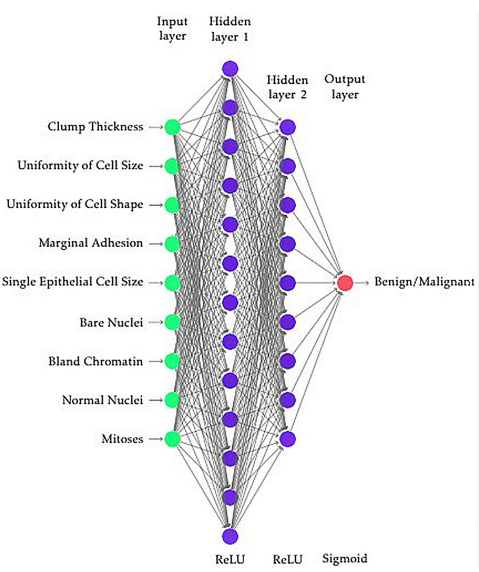 Input
layer
Hidden
layer 1
Hidden
layer 2
Output
layer
Clump Thickness
Uniformity of Cell Size
Uniformity of Cell Shape
Marginal Adhesion
Single Epithelial Cell Size
Bare Nuclei
Bland Chromatin
Normal Nuclei
Mitoses
Benign/Malignant
ReLU ReLU Sigmoid